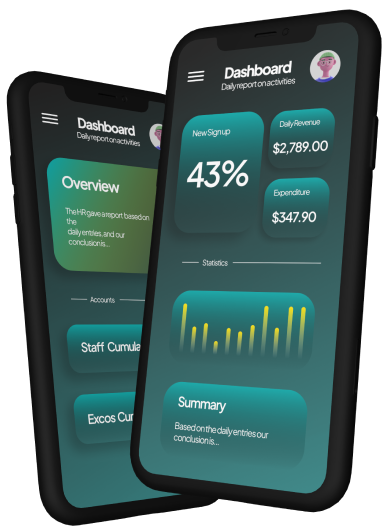 Dashboard
Daily report on activities
Overview
The HR gave a report based on
the
daily entries, and our
conclusion is...
Accounts
Staff Cumula
Excos Cur
Dashboard
Daily report on activities
New Sign up
43%
Daily Revenue
$2,789.00
Expenditure
$347.90
Statistics
Summary
Based on the daily entries our
conclusion is...